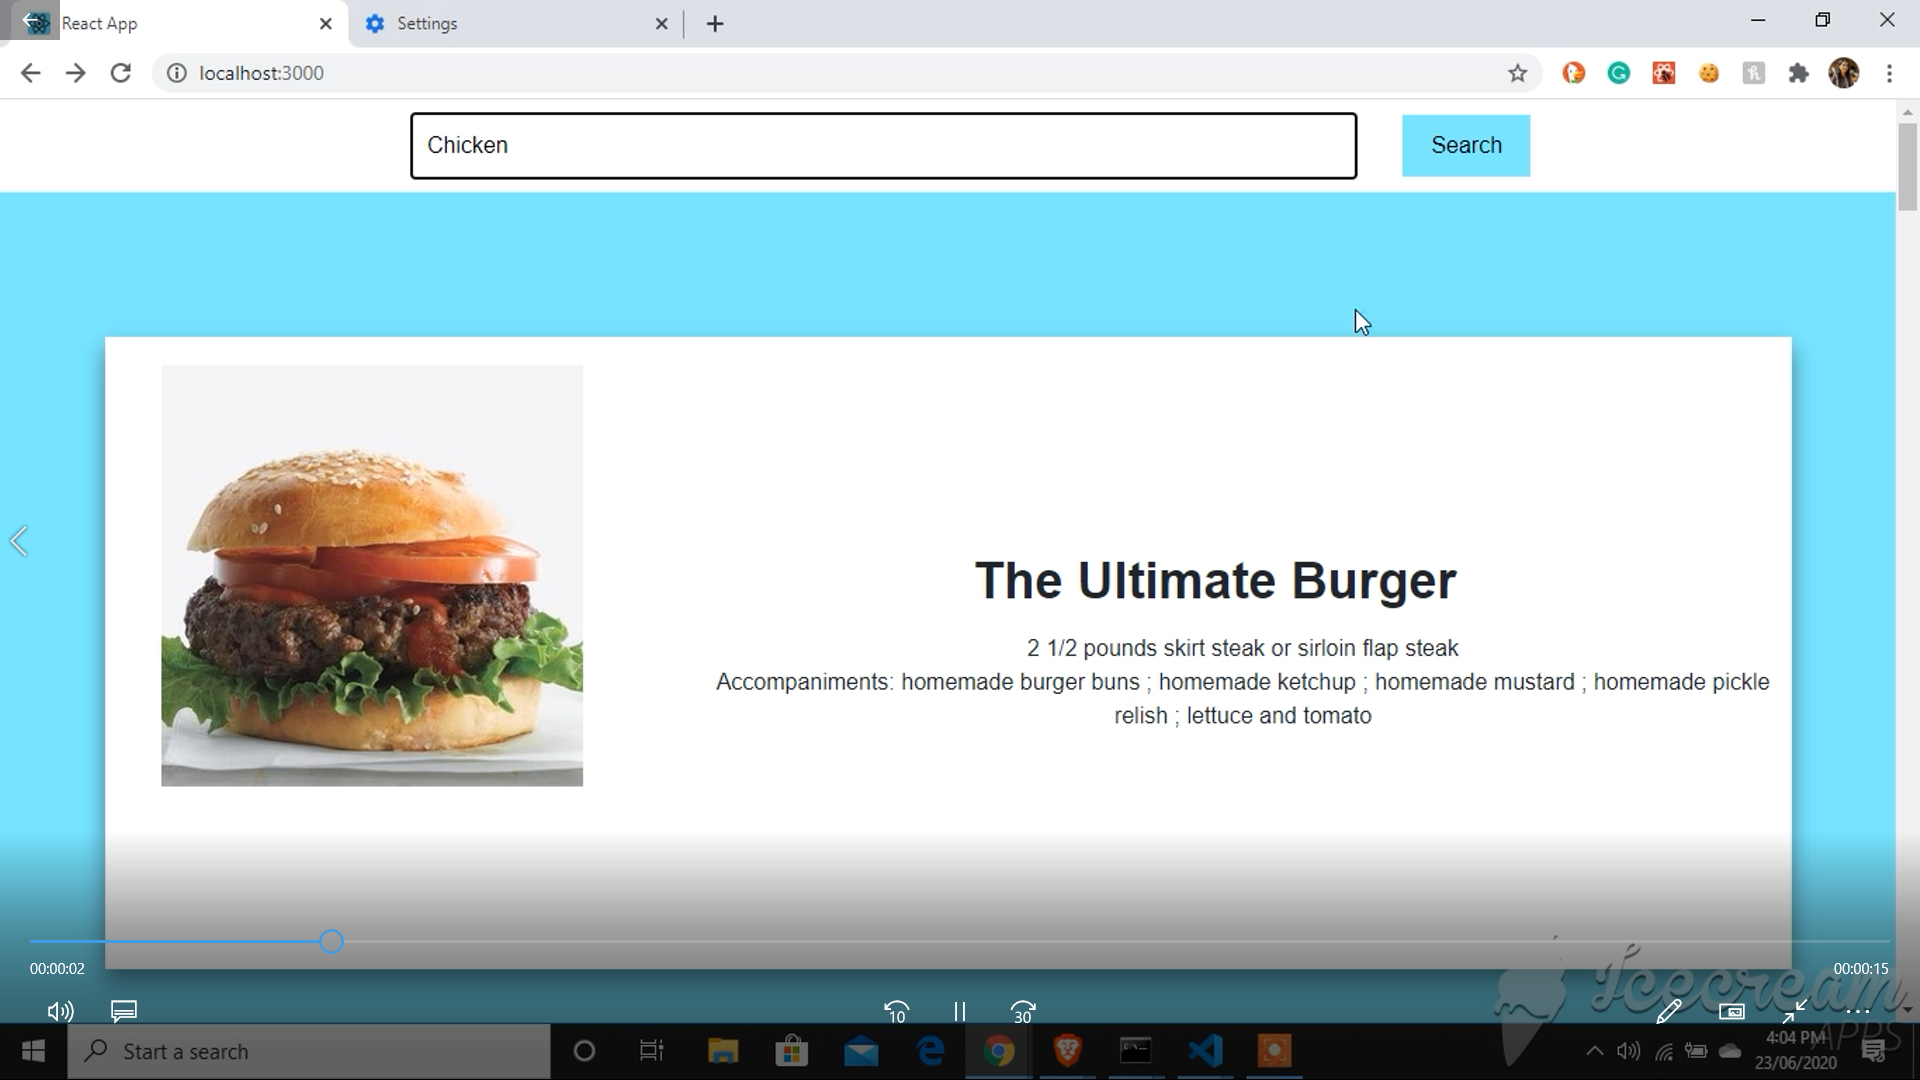 React App
Settings
localhost:3000
Chicken
Search
The Ultimate Burger
2 1/2 pounds skirt steak or sirloin flap steak
Accompaniments: homemade burger buns ; homemade ketchup ; homemade mustard ; homemade pickle
relish ; lettuce and tomato
00:00:02
00:00:15
10
30
Icecream
APPS
Start a search
4:04 PM
23/06/2020